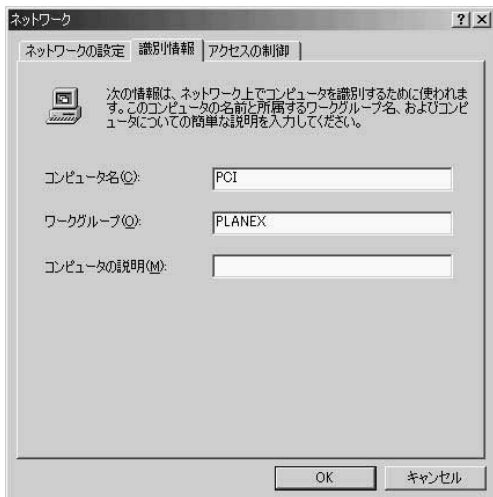 ネットワーク
ネットワークの設定 識別情報 アクセスの制御
次の情報は、ネットワーク上でコンピュータを識別するために使われま
す。このコンピュータの名前と所属するワークグループ名、およびコンピ
ュータについての簡単な説明を入力してください。
コンピュータ名(C): PCI
ワークグループ(O): PLANEX
コンピュータの説明(M):
OK キャンセル